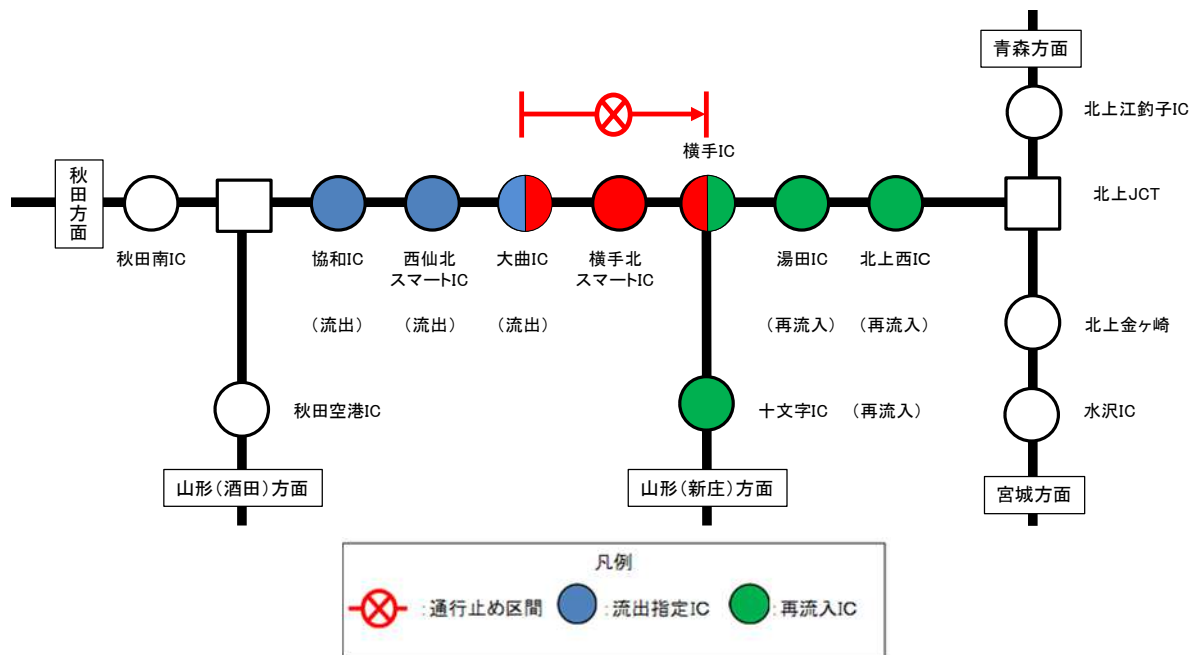 青森方面
北上江釣子IC
横手IC
秋田方面
北上JCT
秋田南IC
協和IC
西仙北
スマートIC
大曲IC
横手北
スマートIC
湯田IC
北上西IC
(流出)
(流出)
(流出)
(再流入)
(再流入)
北上金ヶ崎
秋田空港IC
十文字IC
(再流入)
水沢IC
山形(酒田)方面
山形(新庄)方面
宮城方面
凡例
:通行止め区間
:流出指定IC
:再流入IC